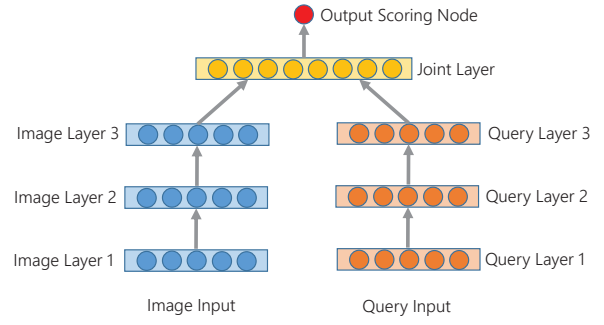 Output Scoring Node
Joint Layer
Image Layer 3
Query Layer 3
Image Layer 2
Query Layer 2
Image Layer 1
Query Layer 1
Image Input
Query Input